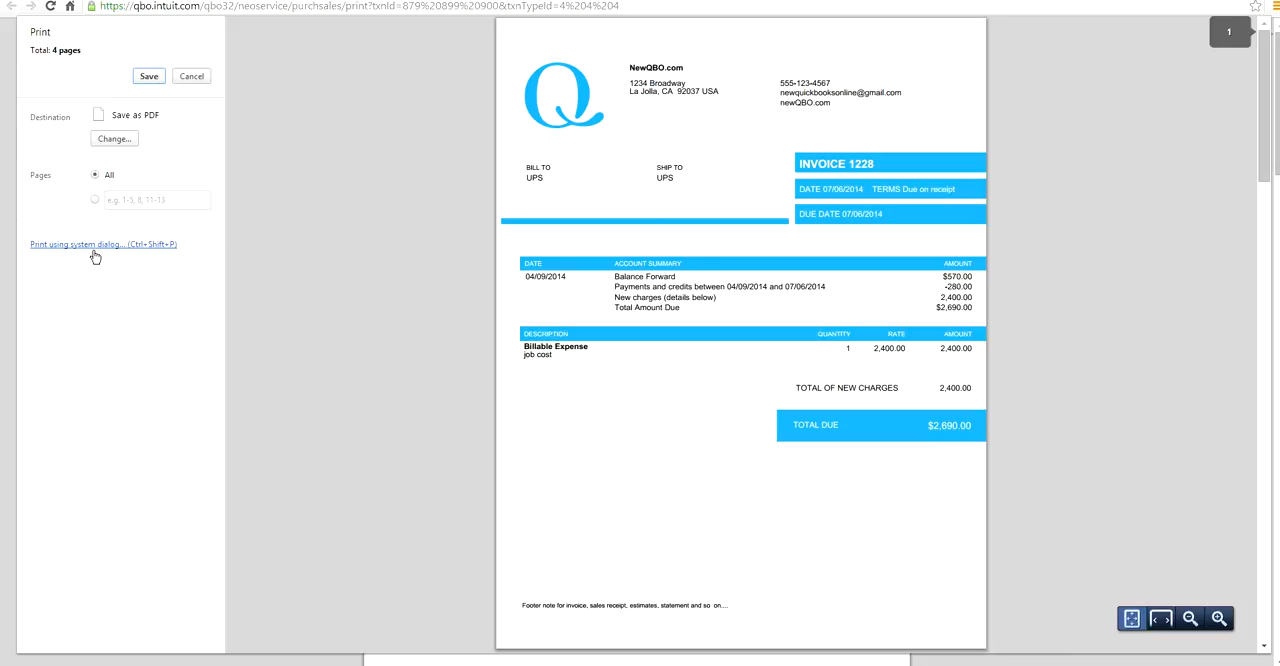 https://qbo.intuit.com/qbo32/neoservice/purchsales/print?txnId=879%20899%20900&txnTypeId=4%204%204
Print
Total: 4 pages
Save
Cancel
Destination
Save as PDF
Change...
Pages
All
e.g. 1-5, 8, 11-13
Print using system dialog... (Ctrl+Shift+P)
1
Q
NewQBO.com
1234 Broadway
La Jolla, CA 92037 USA
555-123-4567
newquickbooksonline@gmail.com
newQBO.com
BILL TO
UPS
SHIP TO
UPS
INVOICE 1228
DATE 07/06/2014 TERMS Due on receipt
DUE DATE 07/06/2014
DATE ACCOUNT SUMMARY AMOUNT
04/09/2014 Balance Forward $570.00
Payments and credits between 04/09/2014 and 07/06/2014 -280.00
New charges (details below) 2,400.00
Total Amount Due $2,690.00
DESCRIPTION QUANTITY RATE AMOUNT
Billable Expense 1 2,400.00 2,400.00
job cost
TOTAL OF NEW CHARGES 2,400.00
TOTAL DUE $2,690.00
Footer note for invoice, sales receipt, estimates, statement and so on....